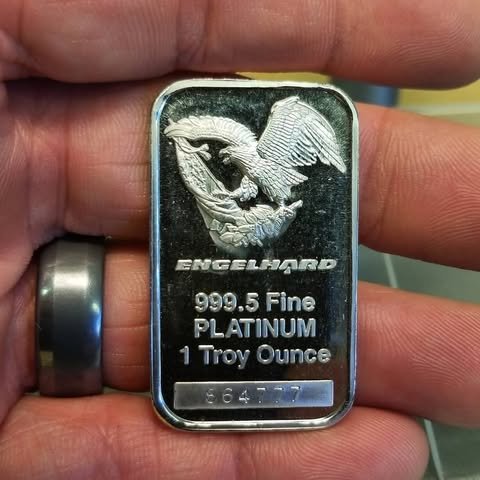 ENGELHARD
999.5 Fine
PLATINUM
1 Troy Ounce
864777